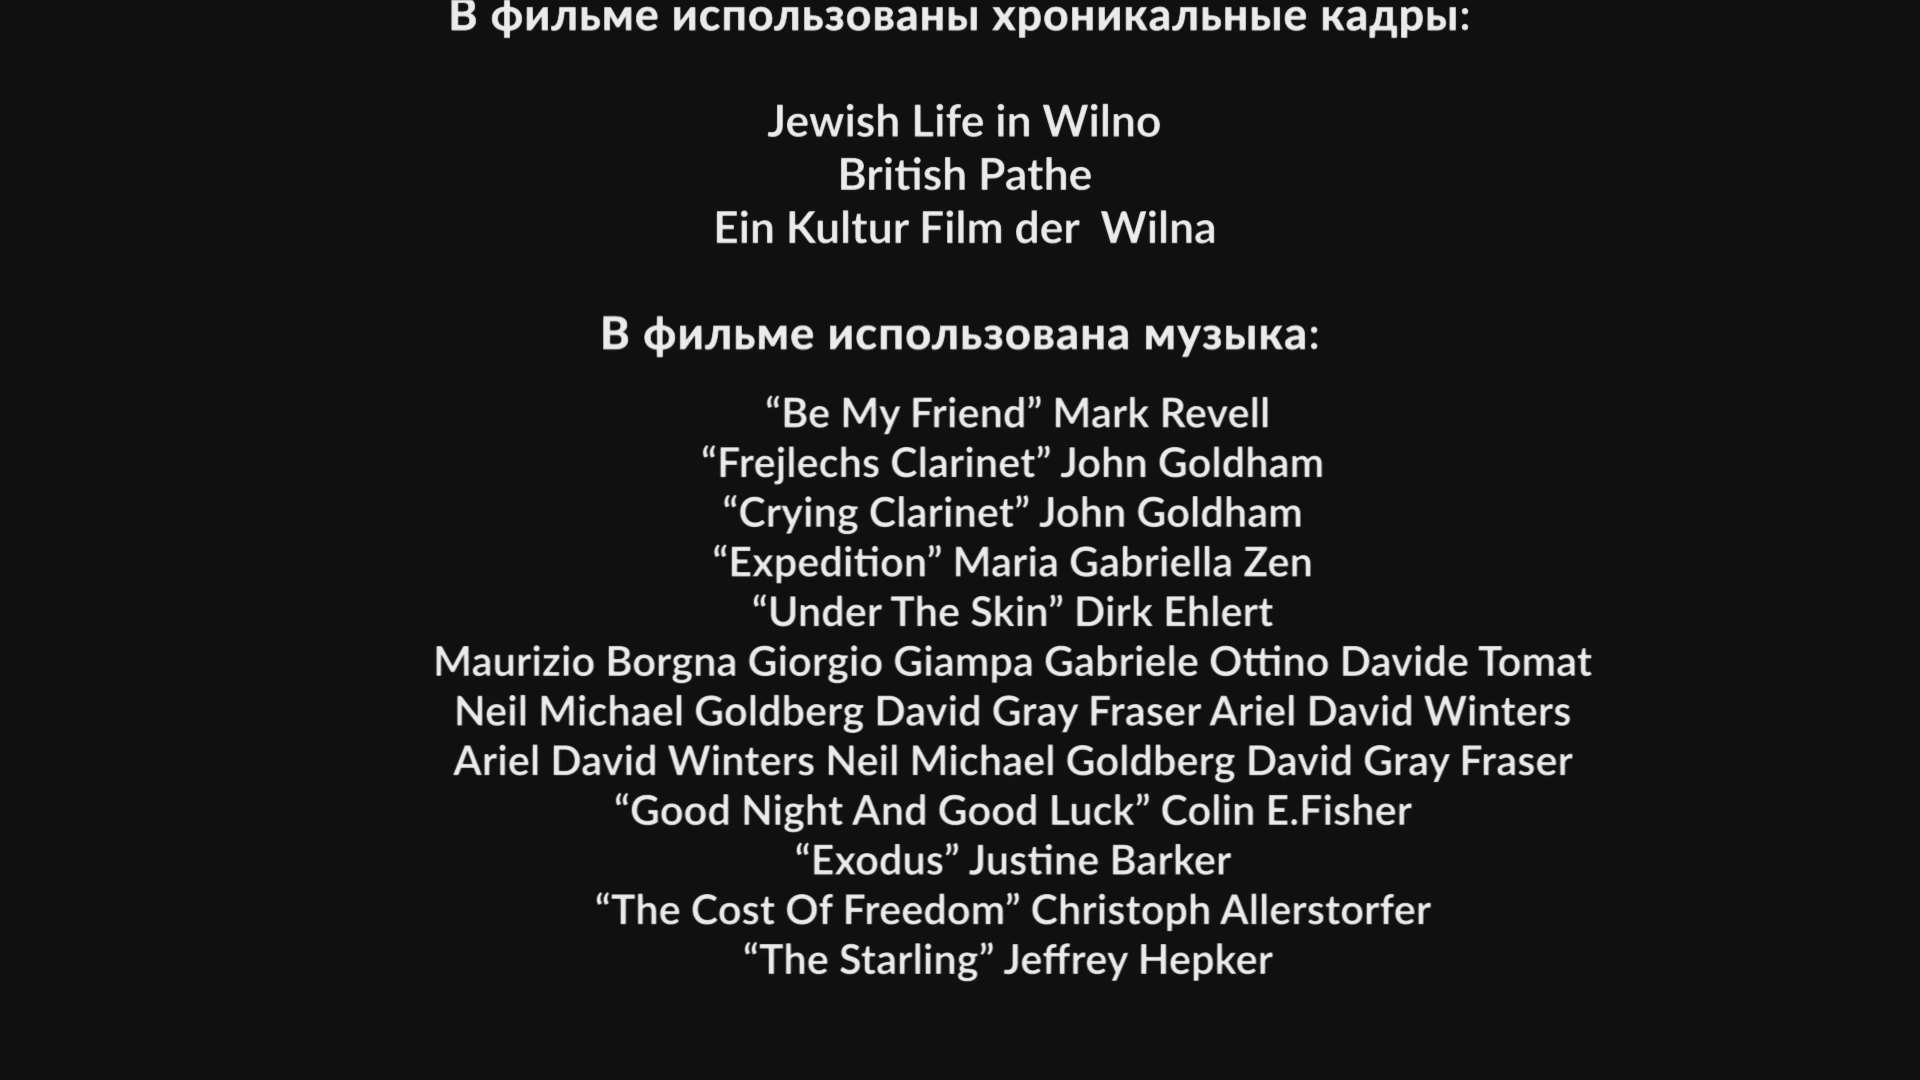 В фильме использованы хроникальные кадры:
Jewish Life in Wilno
British Pathe
Ein Kultur Film der  Wilna
В фильме использована музыка:
“Be My Friend” Mark Revell
“Frejlechs Clarinet” John Goldham
“Crying Clarinet” John Goldham
“Expedition” Maria Gabriella Zen
“Under The Skin” Dirk Ehlert
Maurizio Borgna Giorgio Giampa Gabriele Ottino Davide Tomat
Neil Michael Goldberg David Gray Fraser Ariel David Winters
Ariel David Winters Neil Michael Goldberg David Gray Fraser
“Good Night And Good Luck” Colin E.Fisher
“Exodus” Justine Barker
“The Cost Of Freedom” Christoph Allerstorfer
“The Starling” Jeffrey Hepker